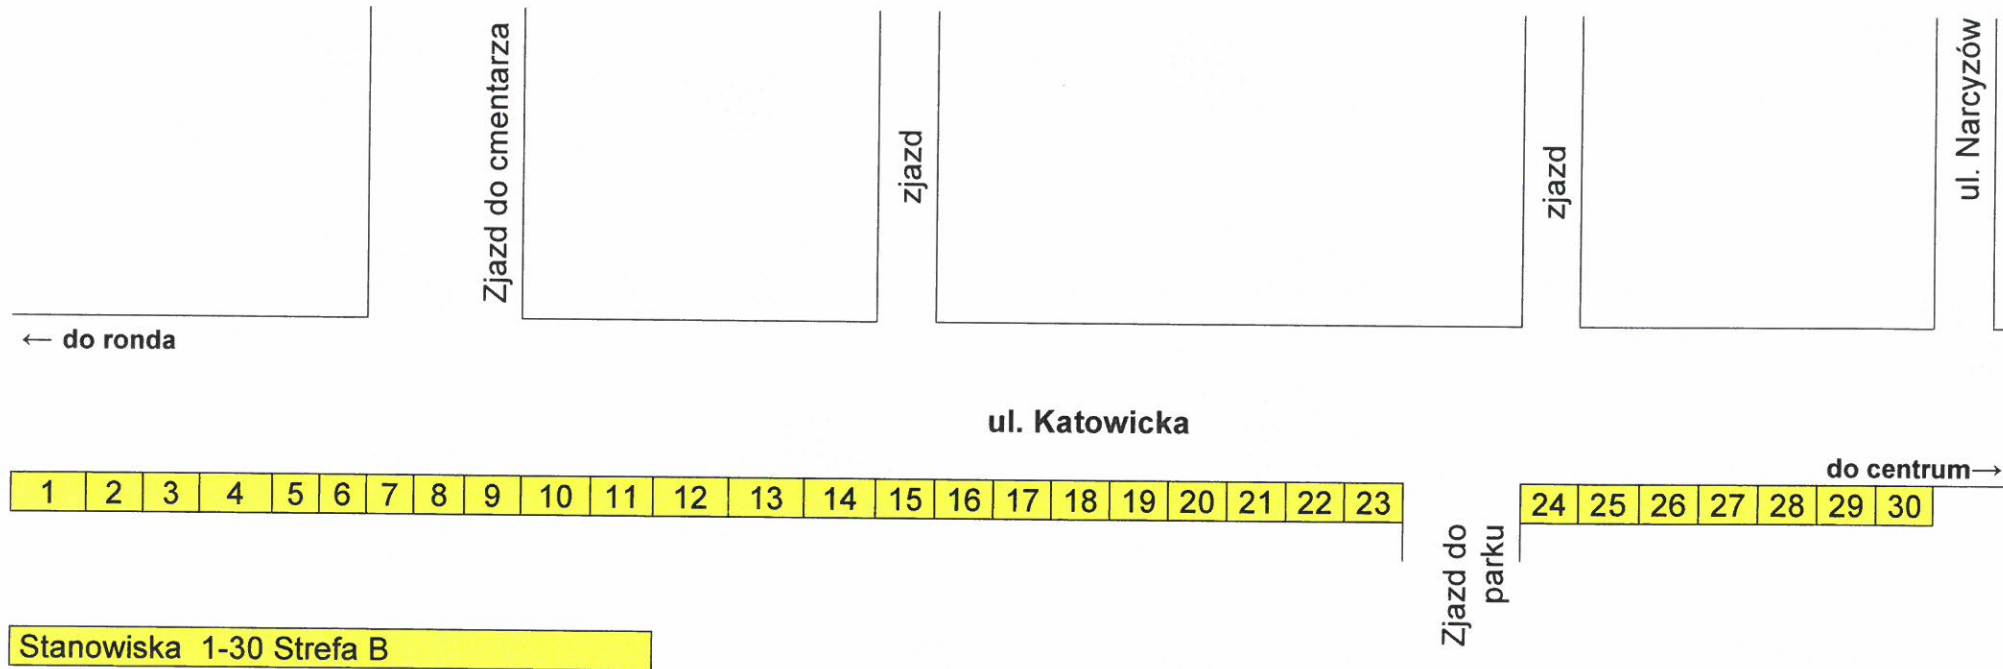 Zjazd do cmentarza
zjazd
zjazd
ul. Narcyzów
← do ronda
ul. Katowicka
do centrum→
1 2 3 4 5 6 7 8 9 10 11 12 13 14 15 16 17 18 19 20 21 22 23 24 25 26 27 28 29 30
Zjazd do
parku
Stanowiska 1-30 Strefa B